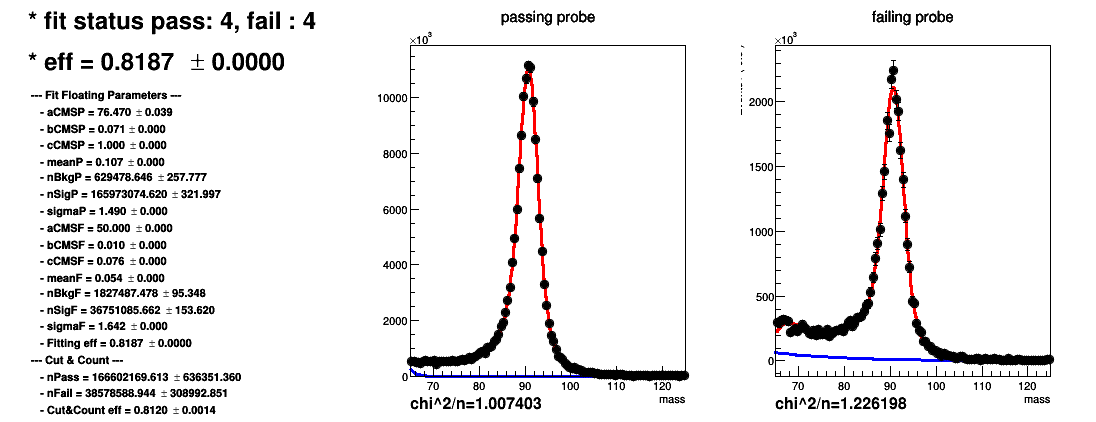 * fit status pass: 4, fail : 4
* eff = 0.8187 ± 0.0000
--- Fit Floating Parameters ---
- aCMSP = 76.470 ± 0.039
- bCMSP = 0.071 ± 0.000
- cCMSP = 1.000 ± 0.000
- meanP = 0.107 ± 0.000
- nBkgP = 629478.646 ± 257.777
- nSigP = 165973074.620 ± 321.997
- sigmaP = 1.490 ± 0.000
- aCMSF = 50.000 ± 0.000
- bCMSF = 0.010 ± 0.000
- cCMSF = 0.076 ± 0.000
- meanF = 0.054 ± 0.000
- nBkgF = 1827487.478 ± 95.348
- nSigF = 36751085.662 ± 153.620
- sigmaF = 1.642 ± 0.000
- Fitting eff = 0.8187 ± 0.0000
--- Cut & Count ---
- nPass = 166602169.613 ± 636351.360
- nFail = 38578588.944 ± 308992.851
- Cut&Count eff = 0.8120 ± 0.0014
passing probe
×10³
10000
8000
6000
4000
2000
0
70 80 90 100 110 120
mass
chi^2/n=1.007403
failing probe
×10³
2000
1500
1000
500
0
70 80 90 100 110 120
mass
chi^2/n=1.226198